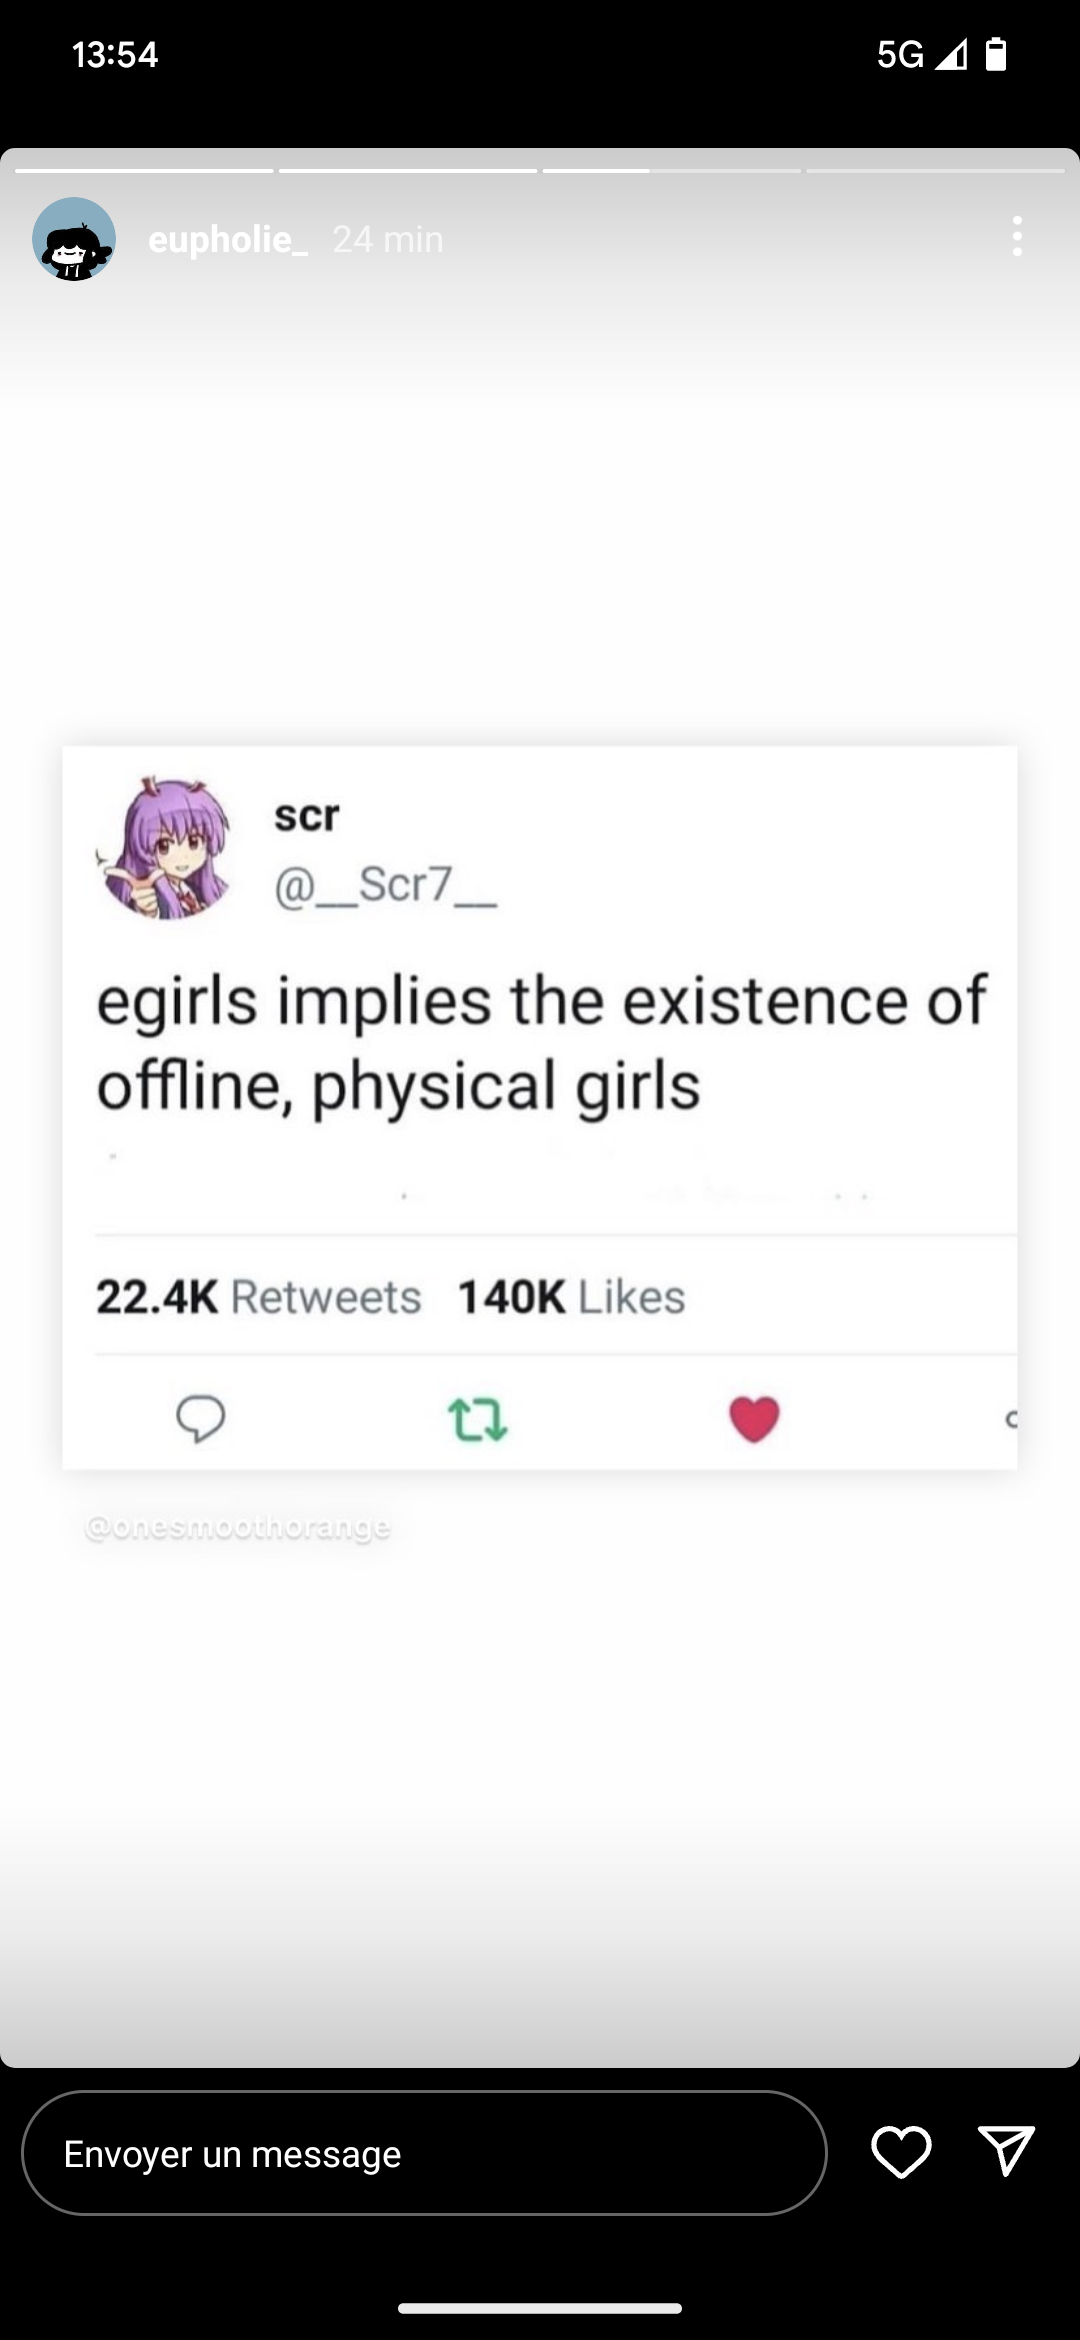 13:54
5G
eupholie_ 24 min
scr
@__Scr7__
egirls implies the existence of
offline, physical girls
22.4K Retweets 140K Likes
@onesmoothorange
Envoyer un message